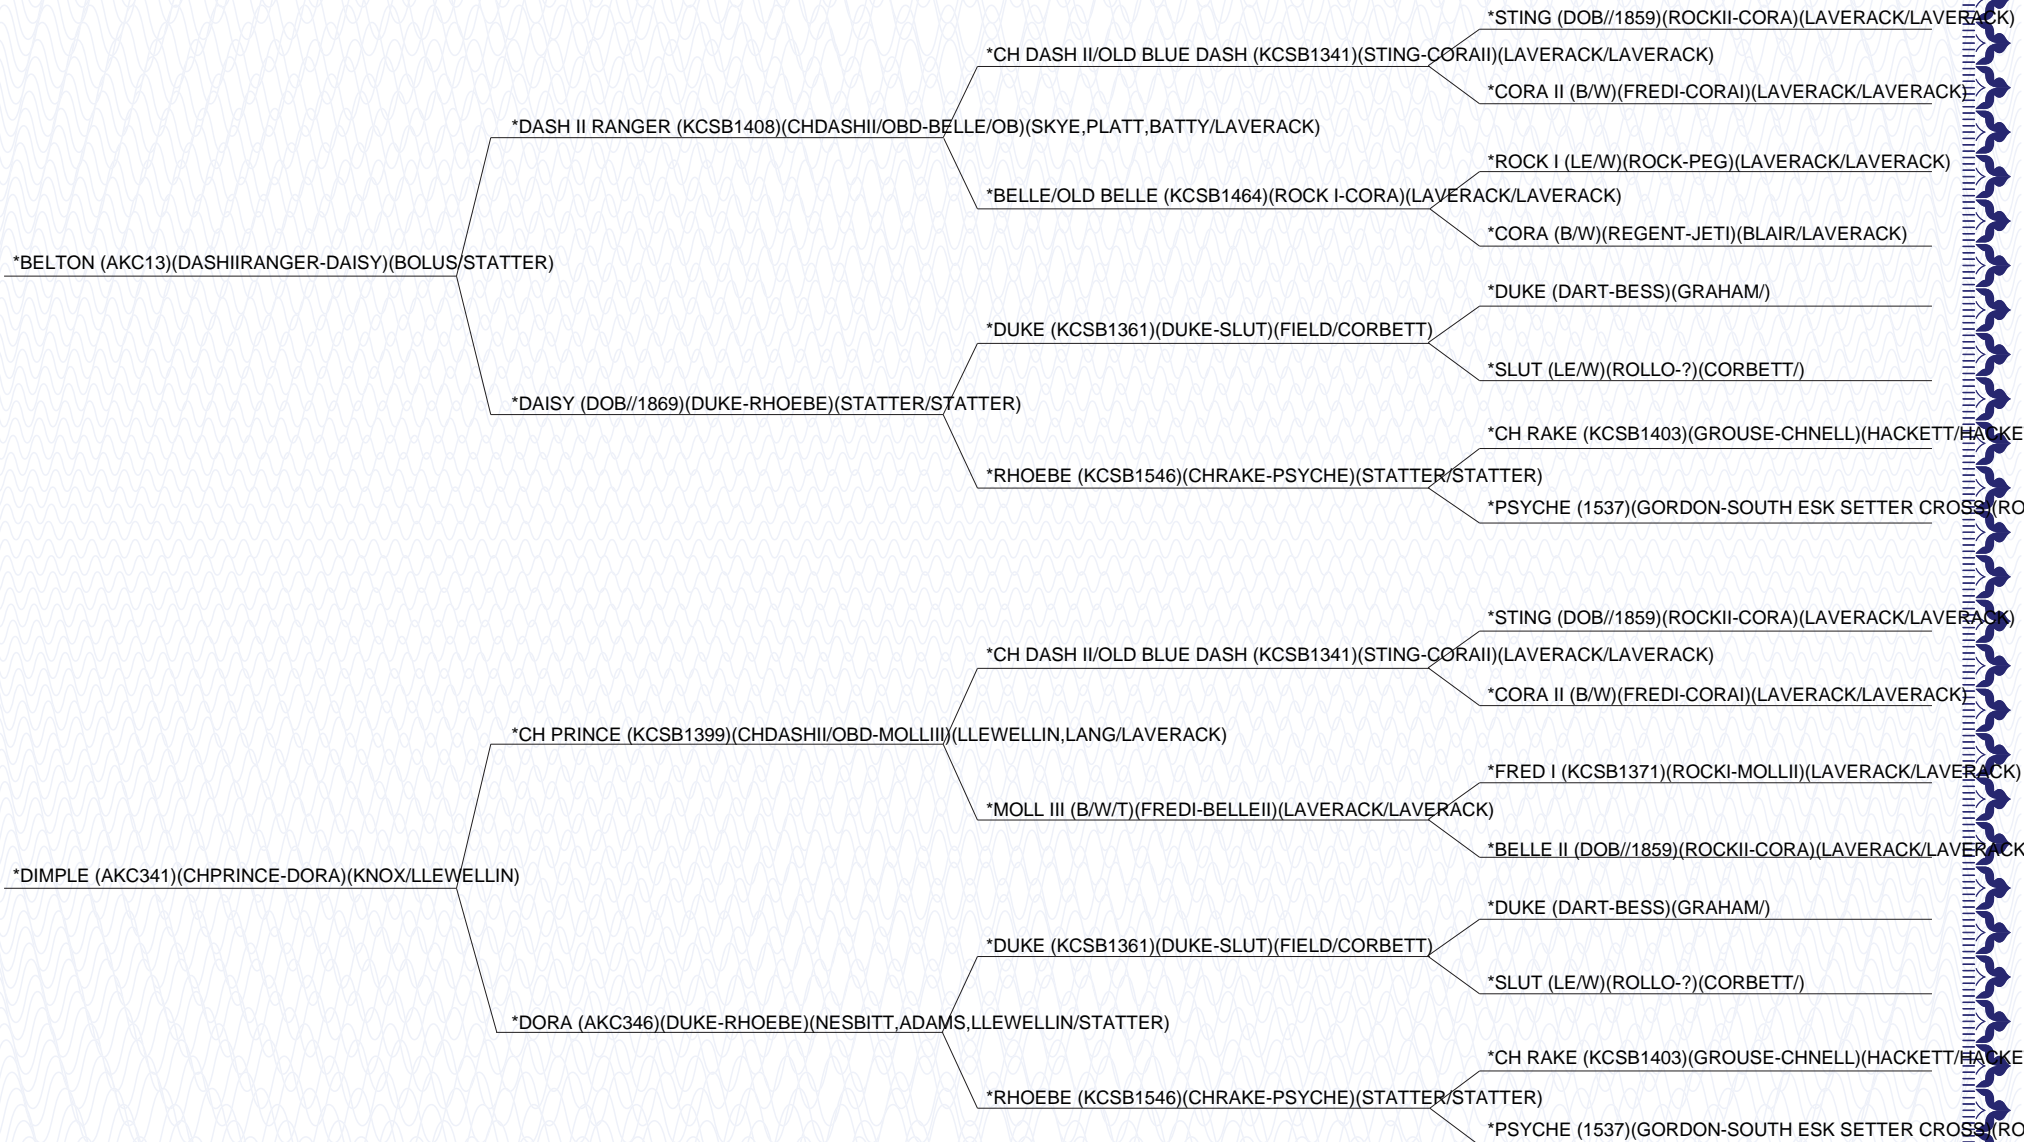 *STING (DOB//1859)(ROCKII-CORA)(LAVERACK/LAVERACK)
*CH DASH II/OLD BLUE DASH (KCSB1341)(STING-CORAII)(LAVERACK/LAVERACK)
*CORA II (B/W)(FREDI-CORAI)(LAVERACK/LAVERACK)
*DASH II RANGER (KCSB1408)(CHDASHII/OBD-BELLE/OB)(SKYE,PLATT,BATTY/LAVERACK)
*ROCK I (LE/W)(ROCK-PEG)(LAVERACK/LAVERACK)
*BELLE/OLD BELLE (KCSB1464)(ROCK I-CORA)(LAVERACK/LAVERACK)
*CORA (B/W)(REGENT-JETI)(BLAIR/LAVERACK)
*BELTON (AKC13)(DASHIIRANGER-DAISY)(BOLUS/STATTER)
*DUKE (DART-BESS)(GRAHAM/)
*DUKE (KCSB1361)(DUKE-SLUT)(FIELD/CORBETT)
*SLUT (LE/W)(ROLLO-?)(CORBETT/)
*DAISY (DOB//1869)(DUKE-RHOEBE)(STATTER/STATTER)
*CH RAKE (KCSB1403)(GROUSE-CHNELL)(HACKETT/HACKE
*RHOEBE (KCSB1546)(CHRAKE-PSYCHE)(STATTER/STATTER)
*PSYCHE (1537)(GORDON-SOUTH ESK SETTER CROSS)(RO
*STING (DOB//1859)(ROCKII-CORA)(LAVERACK/LAVERACK)
*CH DASH II/OLD BLUE DASH (KCSB1341)(STING-CORAII)(LAVERACK/LAVERACK)
*CORA II (B/W)(FREDI-CORAI)(LAVERACK/LAVERACK)
*CH PRINCE (KCSB1399)(CHDASHII/OBD-MOLLIII)(LLEWELLIN,LANG/LAVERACK)
*FRED I (KCSB1371)(ROCKI-MOLLII)(LAVERACK/LAVERACK)
*MOLL III (B/W/T)(FREDI-BELLEII)(LAVERACK/LAVERACK)
*BELLE II (DOB//1859)(ROCKII-CORA)(LAVERACK/LAVERACK
*DIMPLE (AKC341)(CHPRINCE-DORA)(KNOX/LLEWELLIN)
*DUKE (DART-BESS)(GRAHAM/)
*DUKE (KCSB1361)(DUKE-SLUT)(FIELD/CORBETT)
*SLUT (LE/W)(ROLLO-?)(CORBETT/)
*DORA (AKC346)(DUKE-RHOEBE)(NESBITT,ADAMS,LLEWELLIN/STATTER)
*CH RAKE (KCSB1403)(GROUSE-CHNELL)(HACKETT/HACKE
*RHOEBE (KCSB1546)(CHRAKE-PSYCHE)(STATTER/STATTER)
*PSYCHE (1537)(GORDON-SOUTH ESK SETTER CROSS)(RO